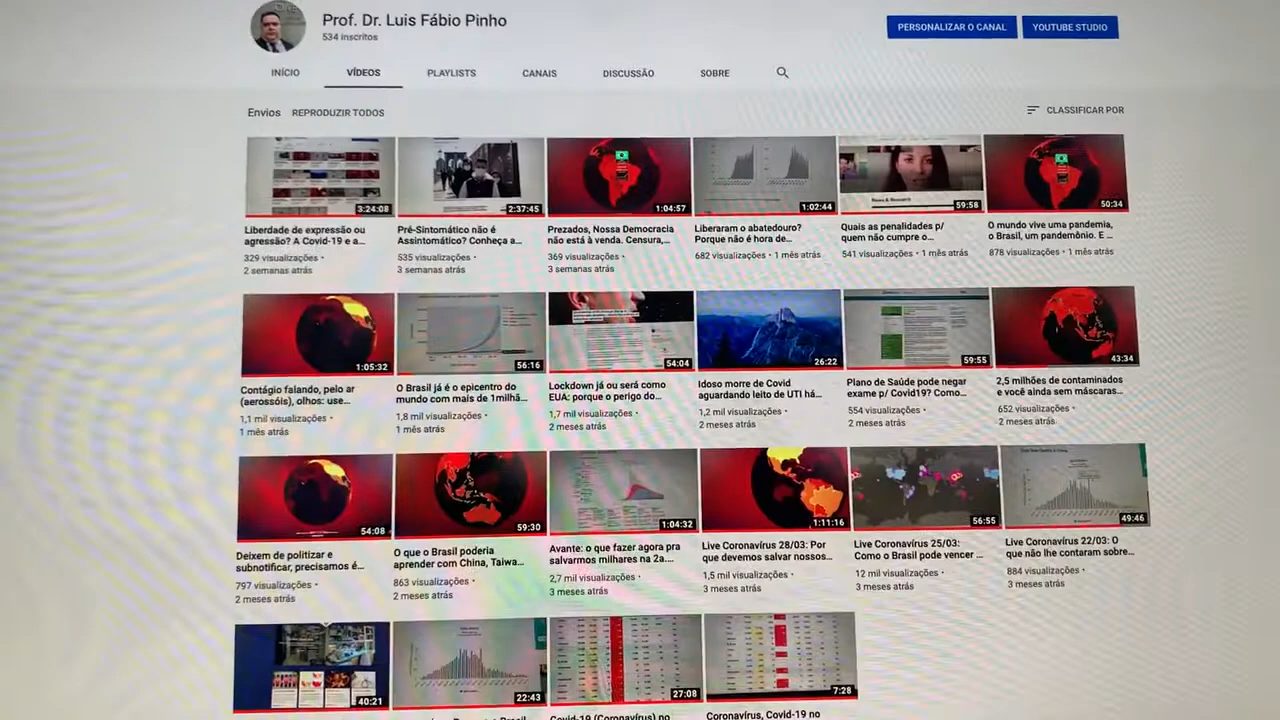 Prof. Dr. Luis Fábio Pinho
534 inscritos
PERSONALIZAR O CANAL
YOUTUBE STUDIO
INÍCIO
VÍDEOS
PLAYLISTS
CANAIS
DISCUSSÃO
SOBRE
Envios
REPRODUZIR TODOS
CLASSIFICAR POR
3:24:08
2:37:45
1:04:57
1:02:44
59:58
50:34
Liberdade de expressão ou
agressão? A Covid-19 e a...
329 visualizações •
2 semanas atrás
Pré-Sintomático não é
Assintomático? Conheça a...
535 visualizações •
3 semanas atrás
Prezados, Nossa Democracia
não está à venda. Censura,...
369 visualizações •
3 semanas atrás
Liberaram o abatedouro?
Porque não é hora de...
682 visualizações • 1 mês atrás
Quais as penalidades p/
quem não cumpre o...
541 visualizações • 1 mês atrás
O mundo vive uma pandemia,
o Brasil, um pandemônio. E ...
878 visualizações • 1 mês atrás
1:05:32
56:16
54:04
26:22
59:55
43:34
Contágio falando, pelo ar
(aerossóis), olhos: use...
1,1 mil visualizações •
1 mês atrás
O Brasil já é o epicentro do
mundo com mais de 1milhã...
1,8 mil visualizações •
1 mês atrás
Lockdown já ou será como
EUA: porque o perigo do...
1,7 mil visualizações •
2 meses atrás
Idoso morre de Covid
aguardando leito de UTI há...
1,2 mil visualizações •
2 meses atrás
Plano de Saúde pode negar
exame p/ Covid19? Como...
554 visualizações •
2 meses atrás
2,5 milhões de contaminados
e você ainda sem máscaras...
652 visualizações •
2 meses atrás
54:08
59:30
1:04:32
1:11:16
56:55
49:46
Deixem de politizar e
subnotificar, precisamos é...
797 visualizações •
2 meses atrás
O que o Brasil poderia
aprender com China, Taiwa...
863 visualizações •
2 meses atrás
Avante: o que fazer agora pra
salvarmos milhares na 2a....
2,7 mil visualizações •
3 meses atrás
Live Coronavírus 28/03: Por
que devemos salvar nossos...
1,5 mil visualizações •
3 meses atrás
Live Coronavírus 25/03:
Como o Brasil pode vencer ...
12 mil visualizações •
3 meses atrás
Live Coronavírus 22/03: O
que não lhe contaram sobre...
884 visualizações •
3 meses atrás
40:21
22:43
27:08
7:28
Covid-19 (Coronavírus) no
Coronavírus, Covid-19 no